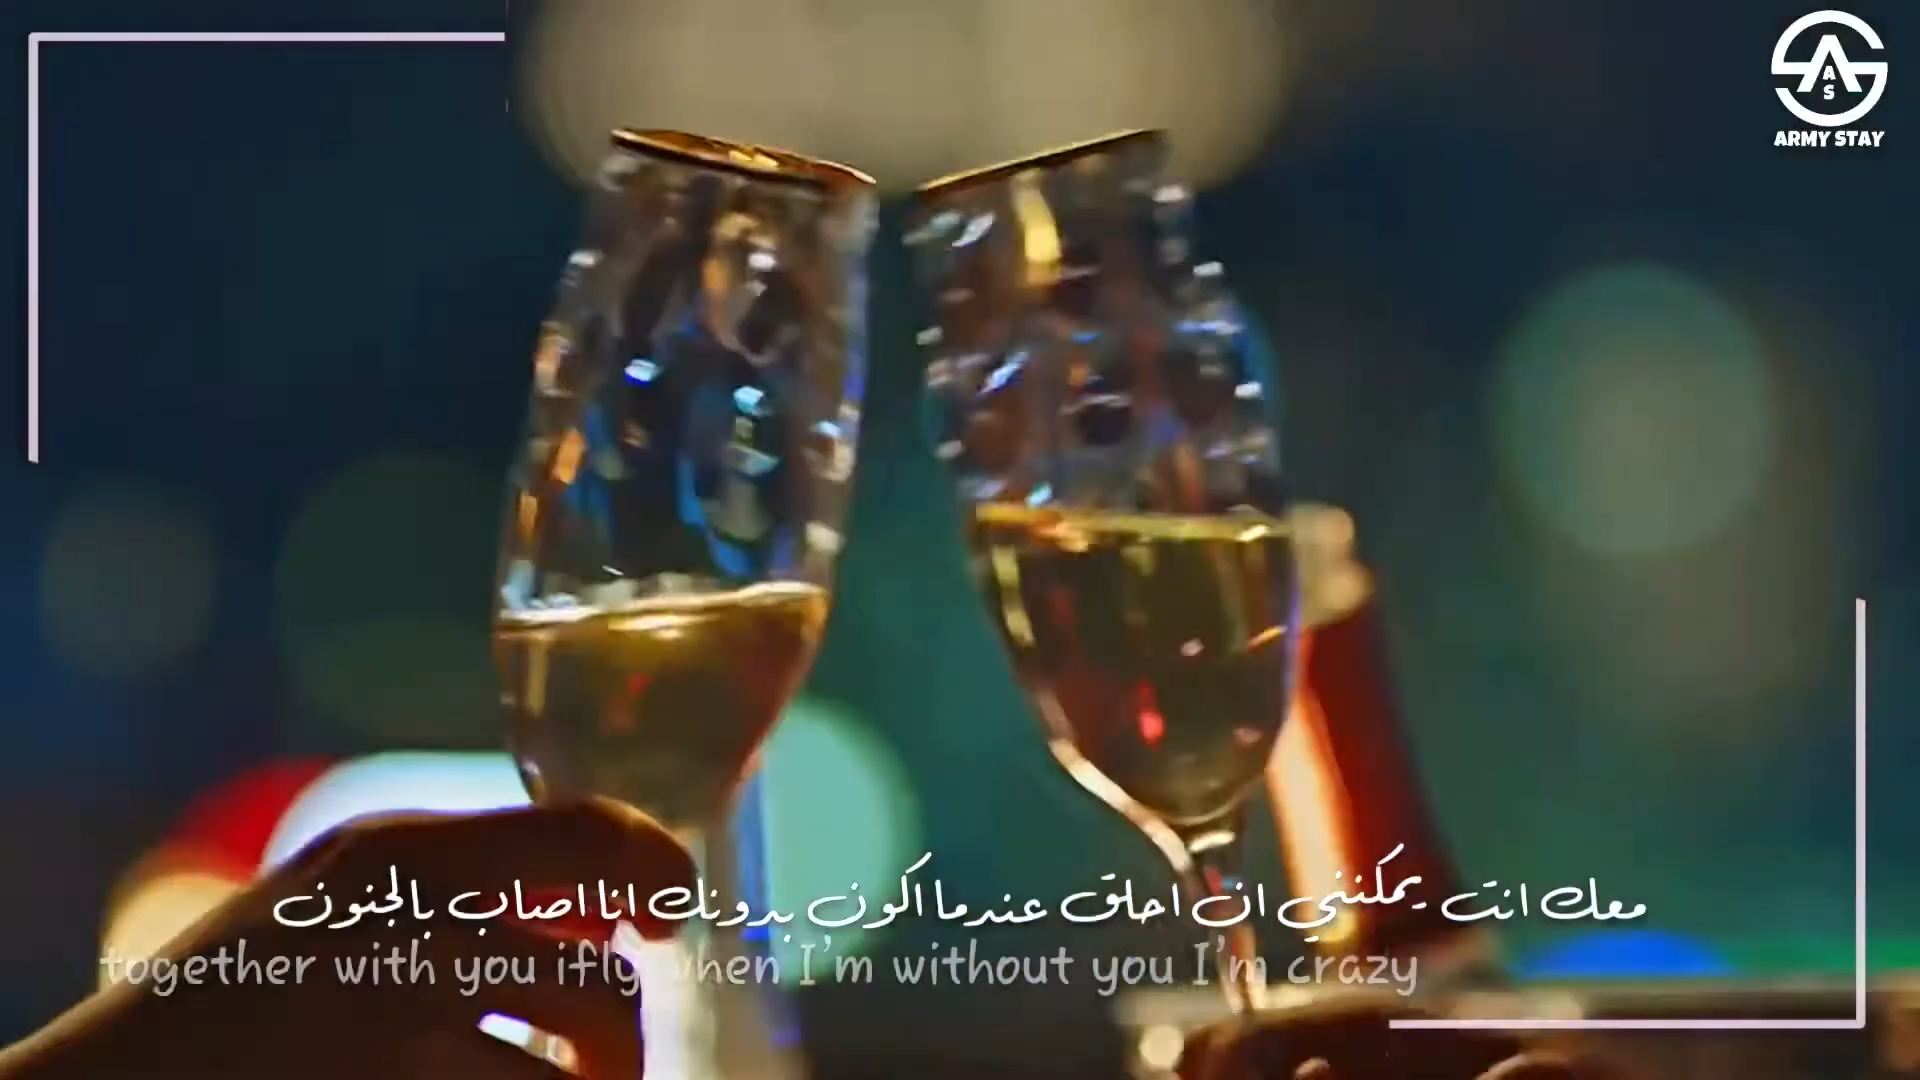 A
S
ARMY STAY
معك انت يمكنني ان احلق عندما اكون بدونك انا اصاب بالجنون
together with you ifly when I'm without you I'm crazy